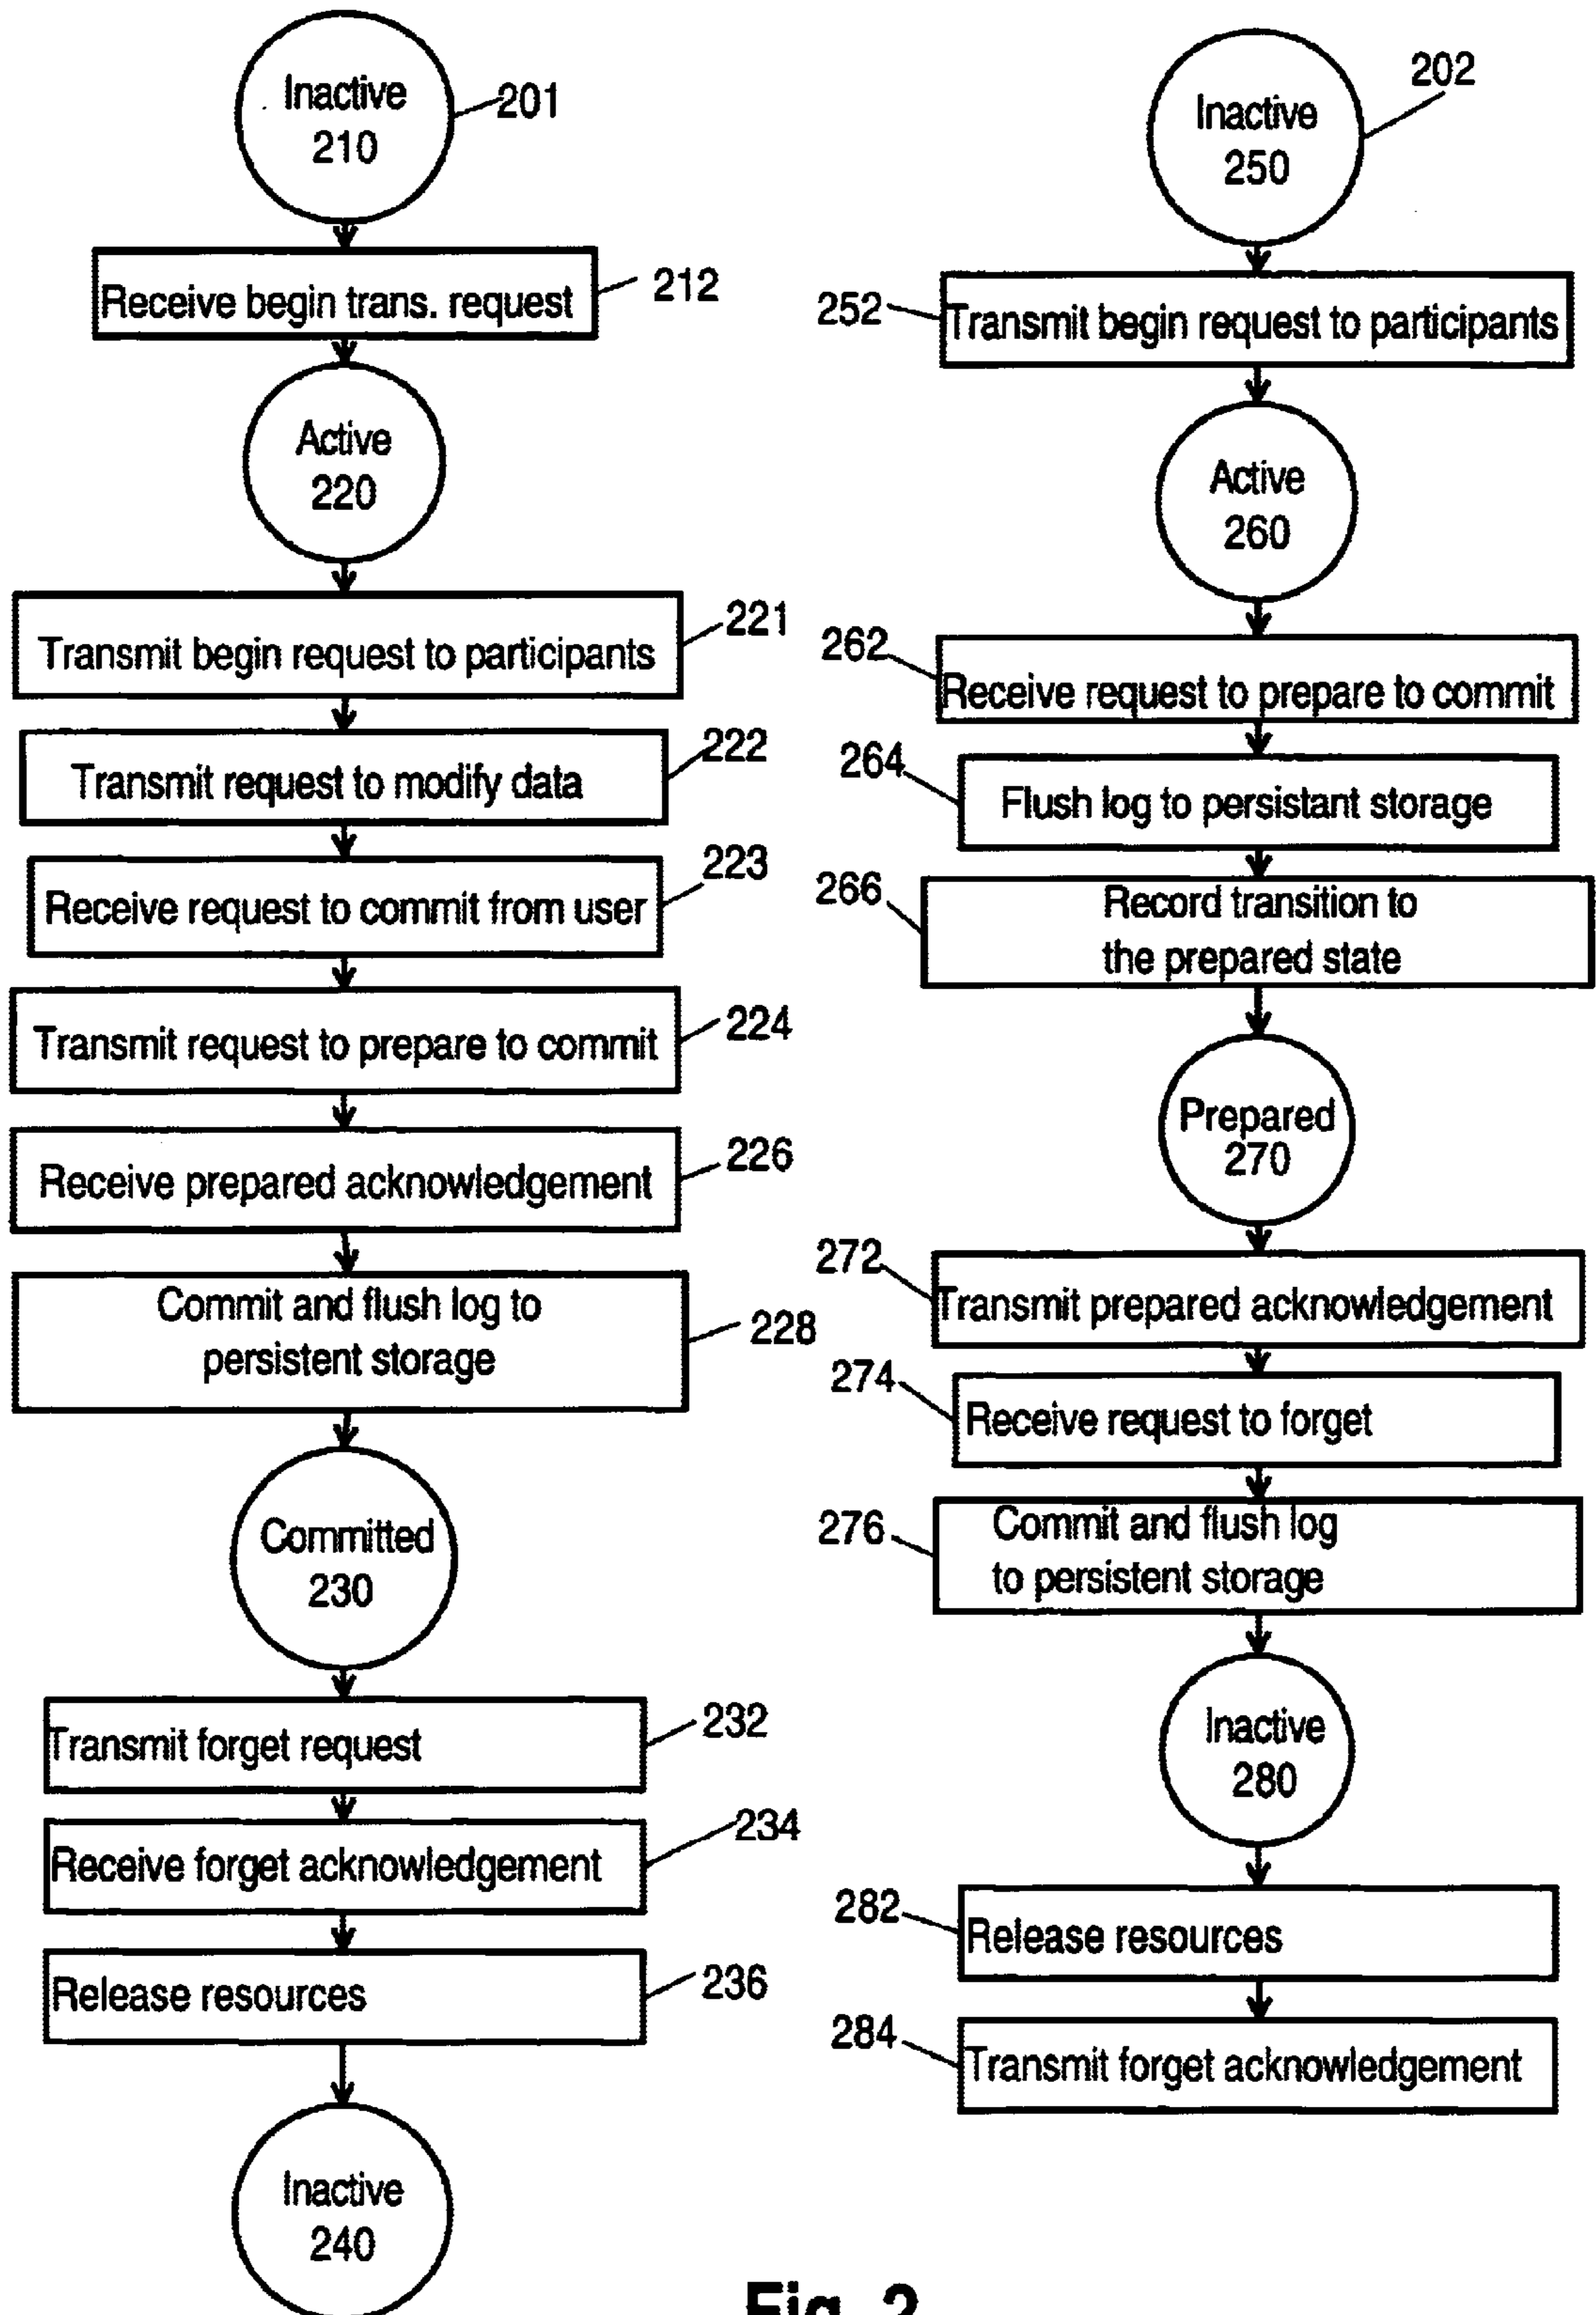 Inactive
210
201
Receive begin trans. request
212
Active
220
Transmit begin request to participants
221
Transmit request to modify data
222
Receive request to commit from user
223
Transmit request to prepare to commit
224
Receive prepared acknowledgement
226
Commit and flush log to
persistent storage
228
Committed
230
Transmit forget request
232
Receive forget acknowledgement
234
Release resources
236
Inactive
240
Inactive
250
202
252
Transmit begin request to participants
Active
260
262
Receive request to prepare to commit
264
Flush log to persistant storage
266
Record transition to
the prepared state
Prepared
270
272
Transmit prepared acknowledgement
274
Receive request to forget
276
Commit and flush log
to persistent storage
Inactive
280
282
Release resources
284
Transmit forget acknowledgement
Fig. 2